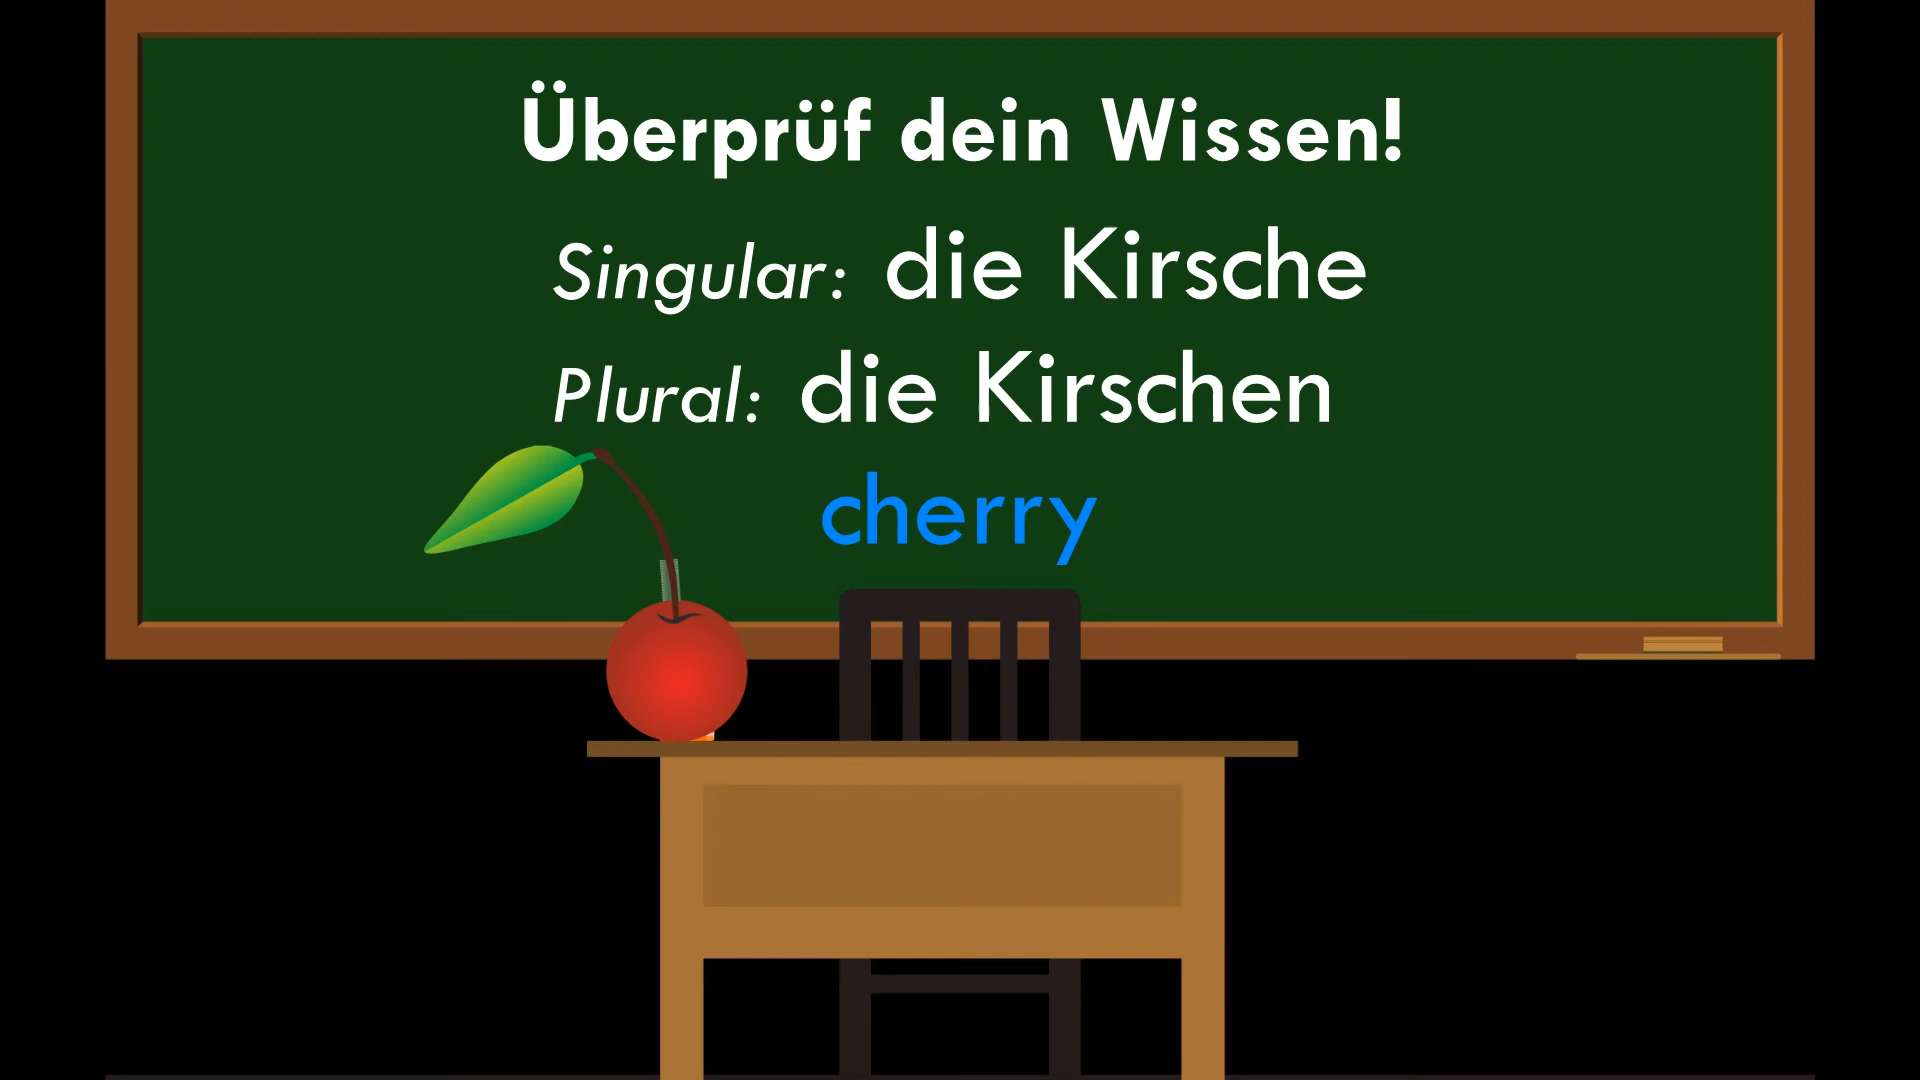 Überprüf dein Wissen!
Singular: die Kirsche
Plural: die Kirschen
cherry